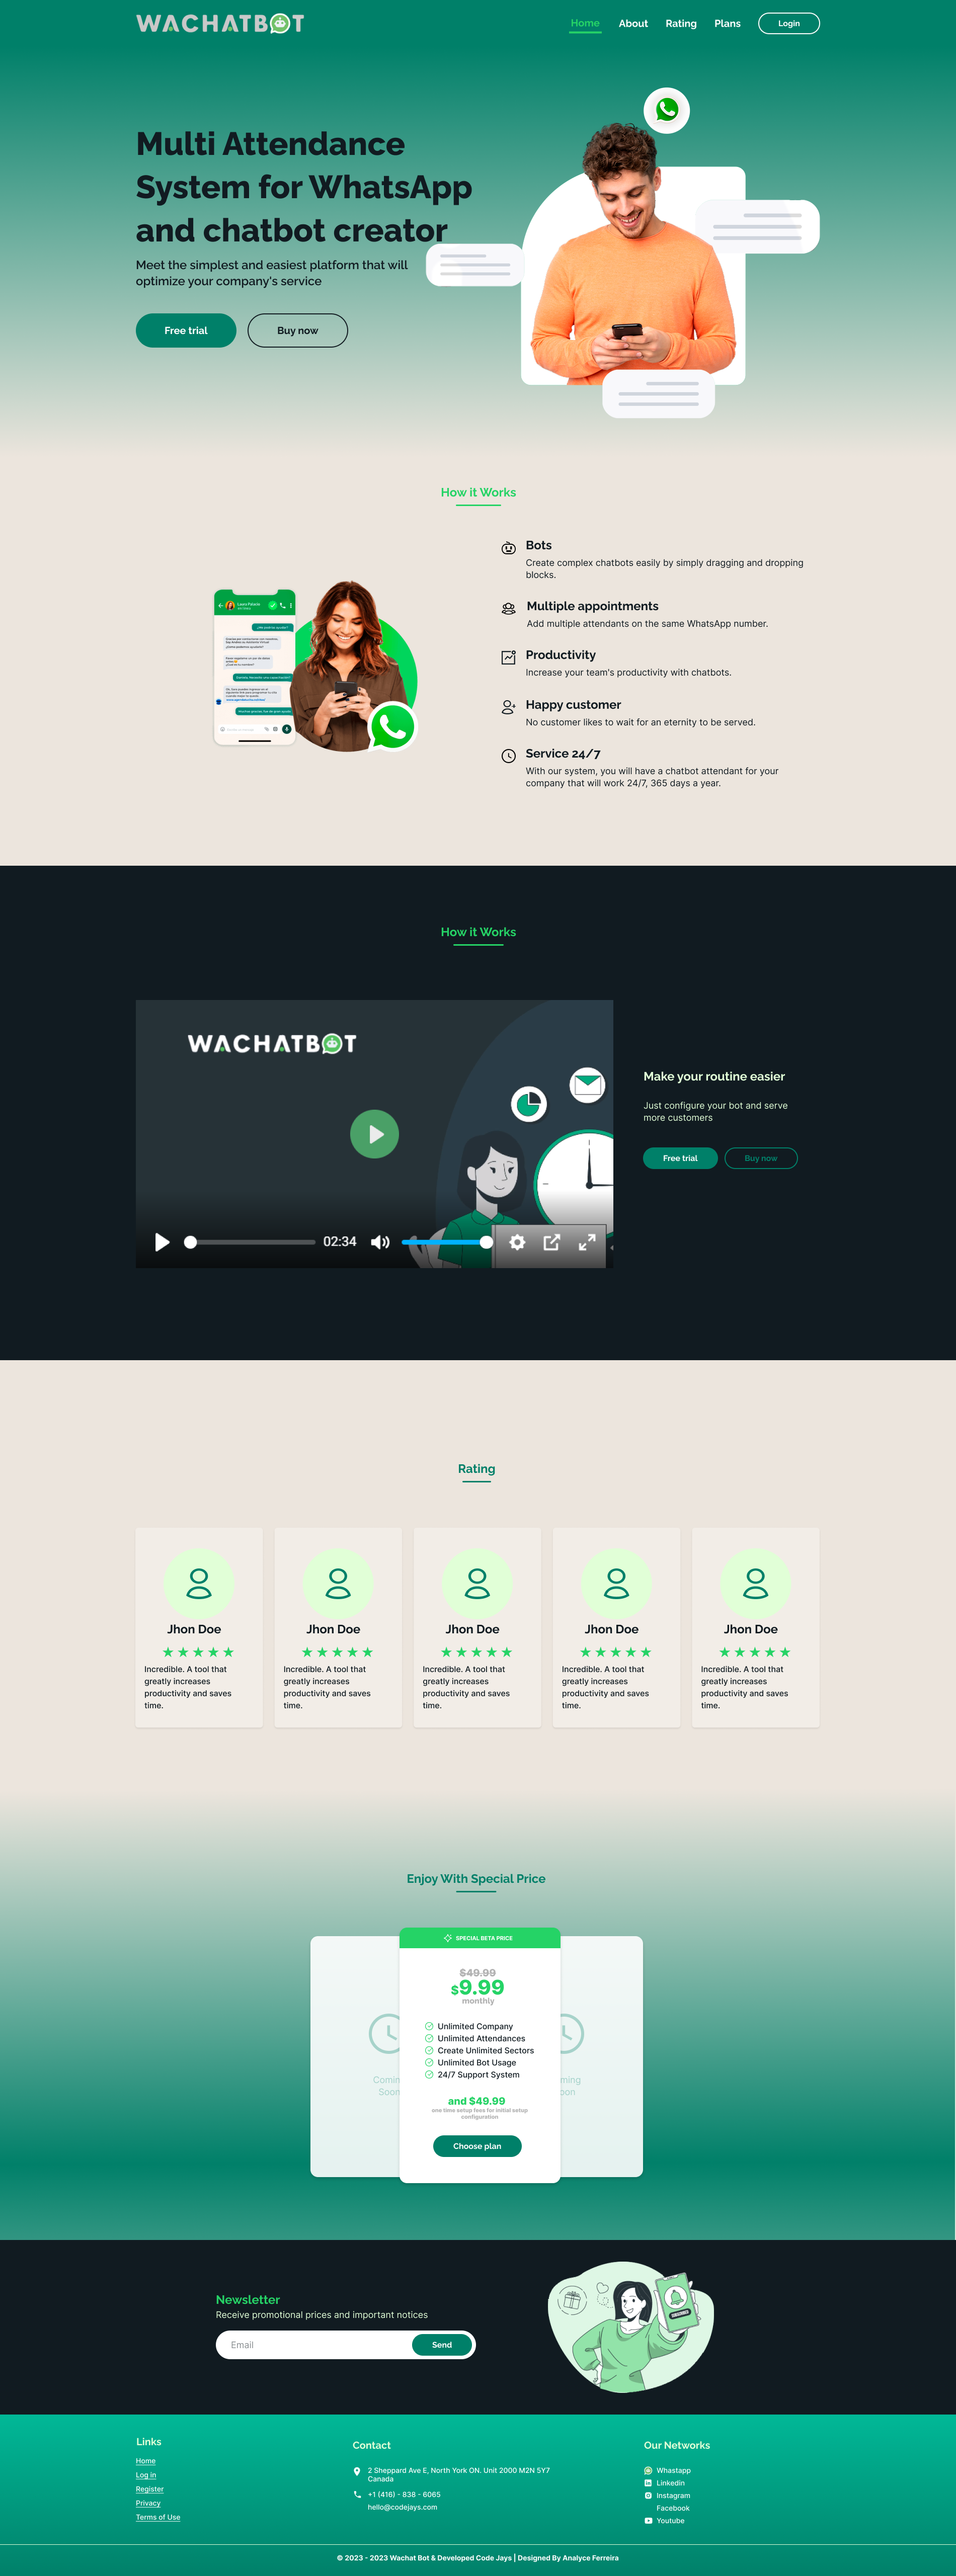 WACHATBOT
Home
About
Rating
Plans
Login
Multi Attendance
System for WhatsApp
and chatbot creator
Meet the simplest and easiest platform that will
optimize your company's service
Free trial
Buy now
How it Works
Bots
Create complex chatbots easily by simply dragging and dropping
blocks.
Multiple appointments
Add multiple attendants on the same WhatsApp number.
Productivity
Increase your team's productivity with chatbots.
Happy customer
No customer likes to wait for an eternity to be served.
Service 24/7
With our system, you will have a chatbot attendant for your
company that will work 24/7, 365 days a year.
How it Works
WACHATBOT
02:34
Make your routine easier
Just configure your bot and serve
more customers
Free trial
Buy now
Rating
Jhon Doe
Incredible. A tool that
greatly increases
productivity and saves
time.
Jhon Doe
Incredible. A tool that
greatly increases
productivity and saves
time.
Jhon Doe
Incredible. A tool that
greatly increases
productivity and saves
time.
Jhon Doe
Incredible. A tool that
greatly increases
productivity and saves
time.
Jhon Doe
Incredible. A tool that
greatly increases
productivity and saves
time.
Enjoy With Special Price
SPECIAL BETA PRICE
$49.99
$9.99
monthly
Unlimited Company
Unlimited Attendances
Create Unlimited Sectors
Unlimited Bot Usage
24/7 Support System
and $49.99
one time setup fees for initial setup
configuration
Choose plan
Comin
Soon
ming
oon
Newsletter
Receive promotional prices and important notices
Email
Send
Links
Home
Log in
Register
Privacy
Terms of Use
Contact
2 Sheppard Ave E, North York ON. Unit 2000 M2N 5Y7
Canada
+1 (416) - 838 - 6065
hello@codejays.com
Our Networks
Whastapp
Linkedin
Instagram
Facebook
Youtube
© 2023 - 2023 Wachat Bot & Developed Code Jays | Designed By Analyce Ferreira